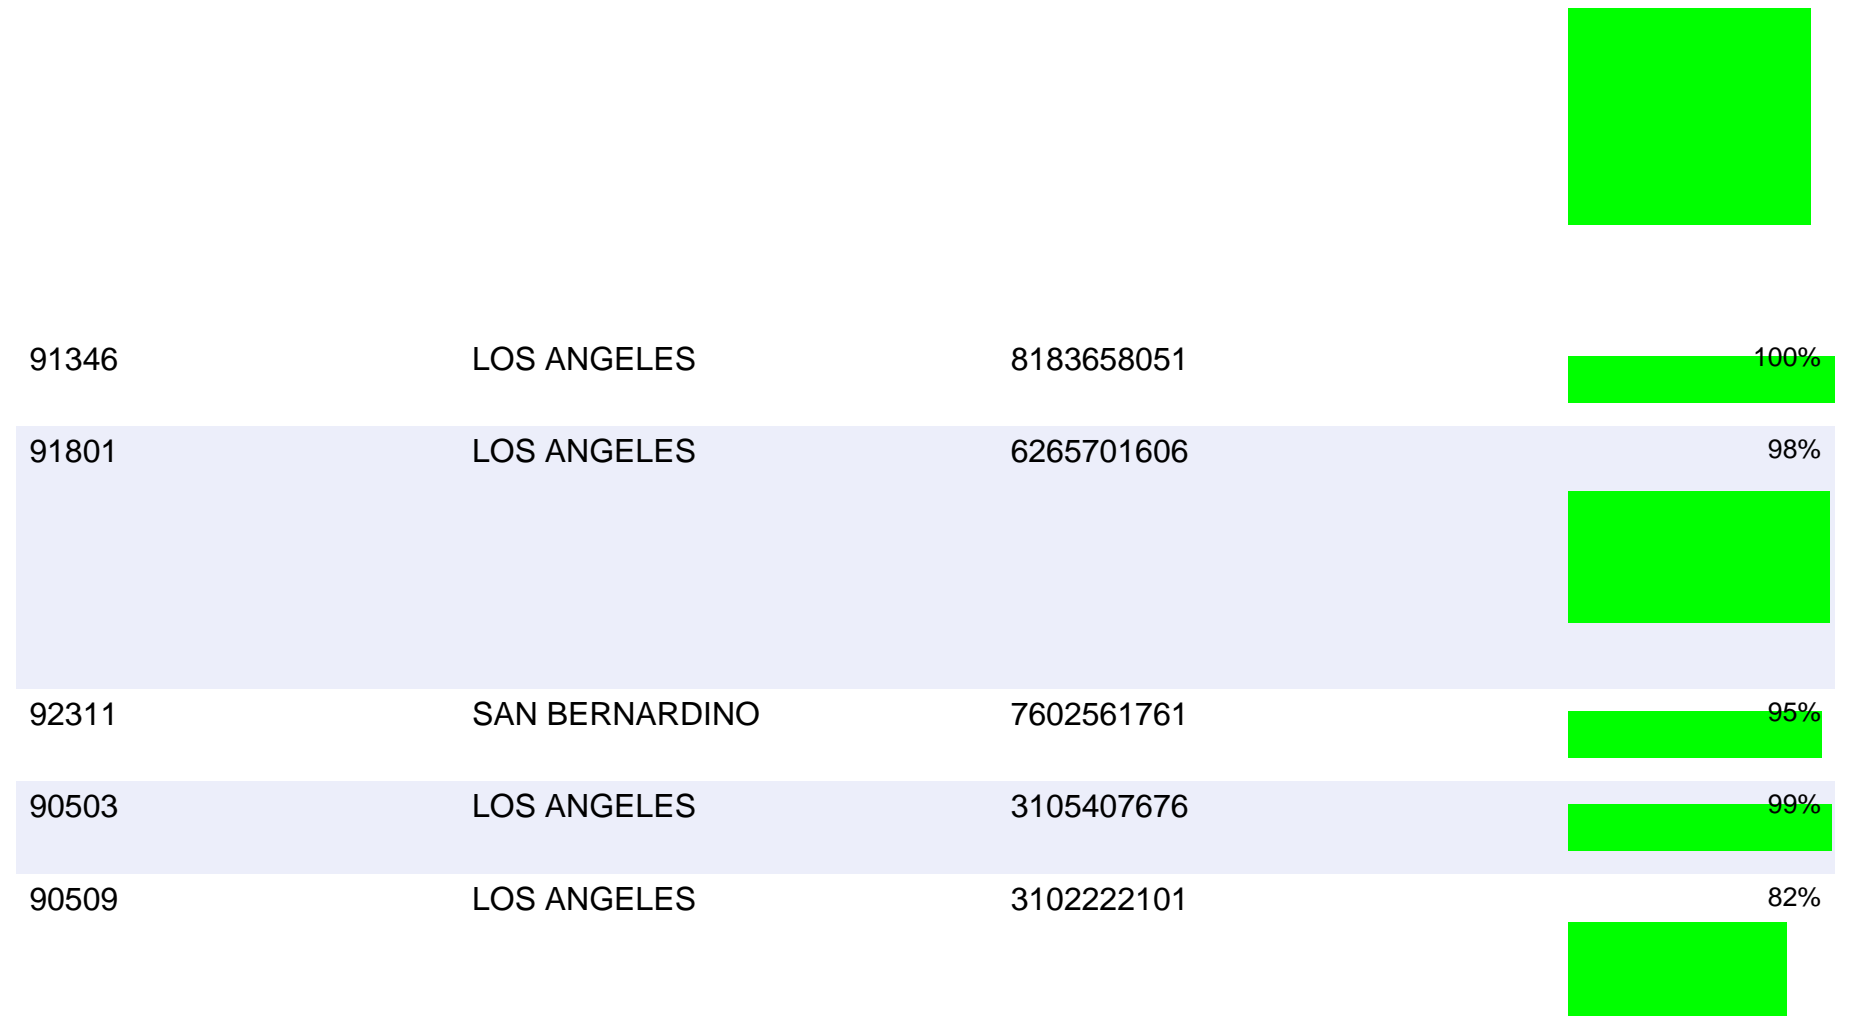 91346 LOS ANGELES 8183658051 100%
91801 LOS ANGELES 6265701606 98%
92311 SAN BERNARDINO 7602561761 95%
90503 LOS ANGELES 3105407676 99%
90509 LOS ANGELES 3102222101 82%